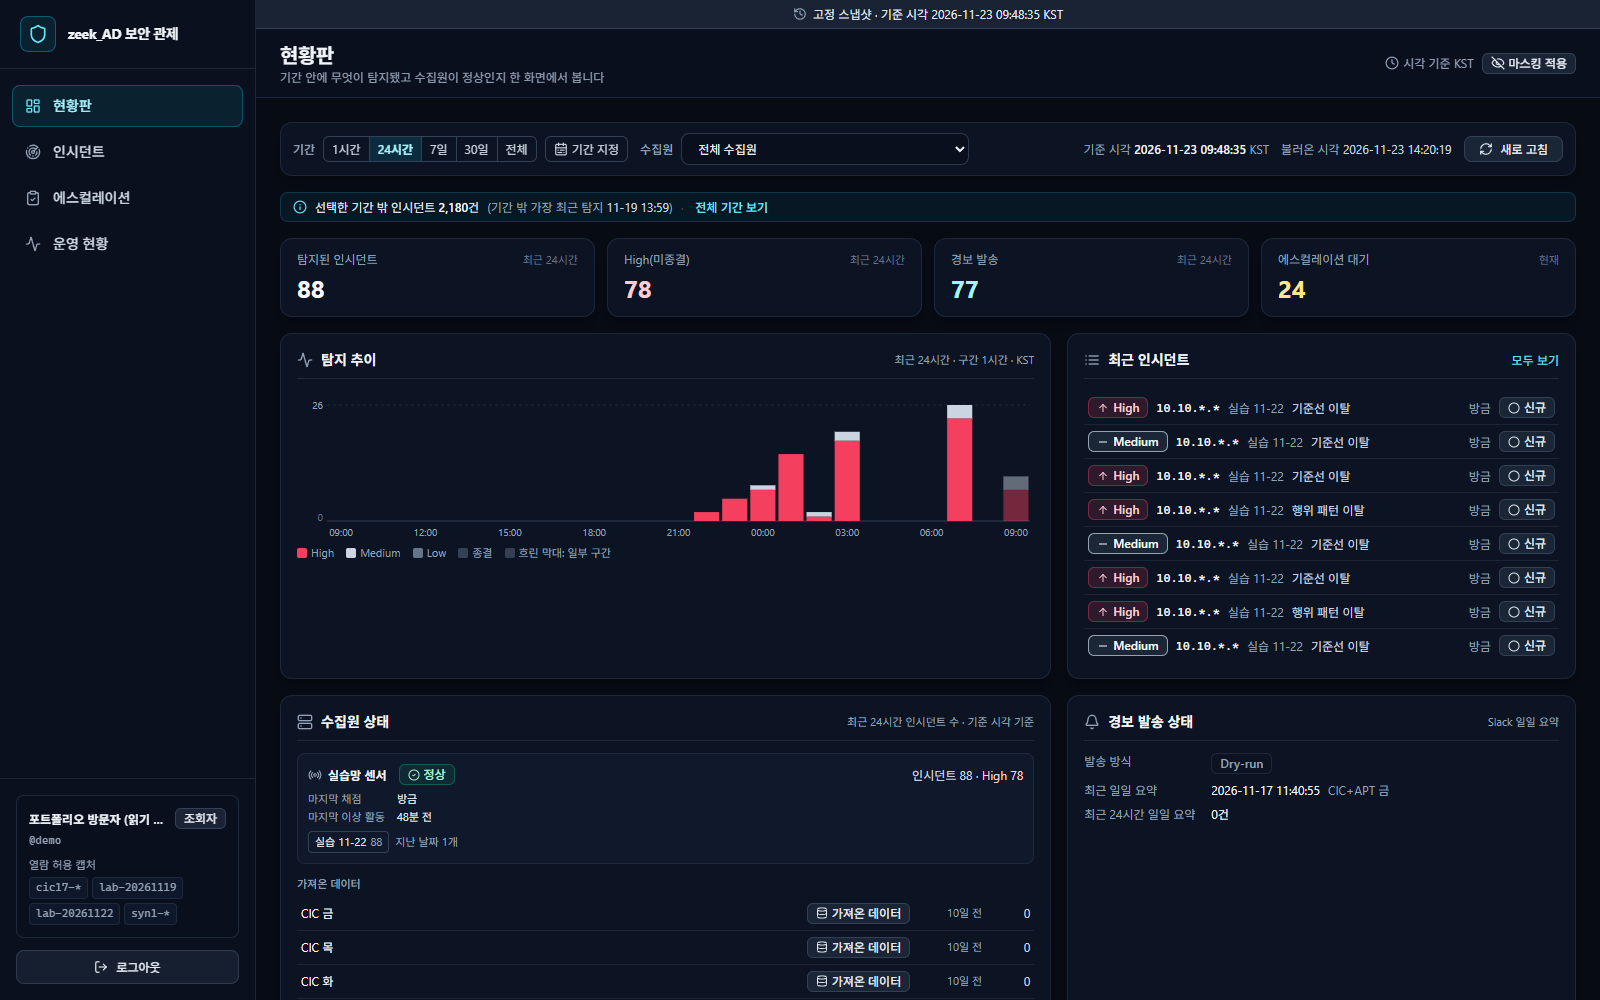 zeek_AD 보안 관제
현황판
인시던트
에스컬레이션
운영 현황
포트폴리오 방문자 (읽기 ... 조회자
@demo
열람 허용 캡처
cic17-* lab-20261119
lab-20261122 syn1-*
로그아웃
고정 스냅샷 · 기준 시각 2026-11-23 09:48:35 KST
현황판
기간 안에 무엇이 탐지됐고 수집원이 정상인지 한 화면에서 봅니다
시각 기준 KST 마스킹 적용
기간 1시간 24시간 7일 30일 전체 기간 지정 수집원 전체 수집원
기준 시각 2026-11-23 09:48:35 KST 불러온 시각 2026-11-23 14:20:19 새로 고침
선택한 기간 밖 인시던트 2,180건 (기간 밖 가장 최근 탐지 11-19 13:59) · 전체 기간 보기
탐지된 인시던트 최근 24시간
88
High(미종결) 최근 24시간
78
경보 발송 최근 24시간
77
에스컬레이션 대기 현재
24
탐지 추이 최근 24시간 · 구간 1시간 · KST
26
0
09:00 12:00 15:00 18:00 21:00 00:00 03:00 06:00 09:00
High Medium Low 종결 흐린 막대: 일부 구간
최근 인시던트 모두 보기
High 10.10.*.* 실습 11-22 기준선 이탈 방금 신규
Medium 10.10.*.* 실습 11-22 기준선 이탈 방금 신규
High 10.10.*.* 실습 11-22 기준선 이탈 방금 신규
High 10.10.*.* 실습 11-22 행위 패턴 이탈 방금 신규
Medium 10.10.*.* 실습 11-22 기준선 이탈 방금 신규
High 10.10.*.* 실습 11-22 기준선 이탈 방금 신규
High 10.10.*.* 실습 11-22 행위 패턴 이탈 방금 신규
Medium 10.10.*.* 실습 11-22 기준선 이탈 방금 신규
수집원 상태 최근 24시간 인시던트 수 · 기준 시각 기준
실습망 센서 정상 인시던트 88 · High 78
마지막 채점 방금
마지막 이상 활동 48분 전
실습 11-22 88 지난 날짜 1개
가져온 데이터
CIC 금 가져온 데이터 10일 전 0
CIC 목 가져온 데이터 10일 전 0
CIC 화 가져온 데이터 10일 전 0
경보 발송 상태 Slack 일일 요약
발송 방식 Dry-run
최근 일일 요약 2026-11-17 11:40:55 CIC+APT 금
최근 24시간 일일 요약 0건